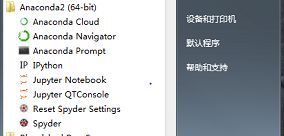 Anaconda2 (64-bit)
Anaconda Cloud
Anaconda Navigator
Anaconda Prompt
IP IPython
Jupyter Notebook
Jupyter QTConsole
Reset Spyder Settings
Spyder
设备和打印机
默认程序
帮助和支持